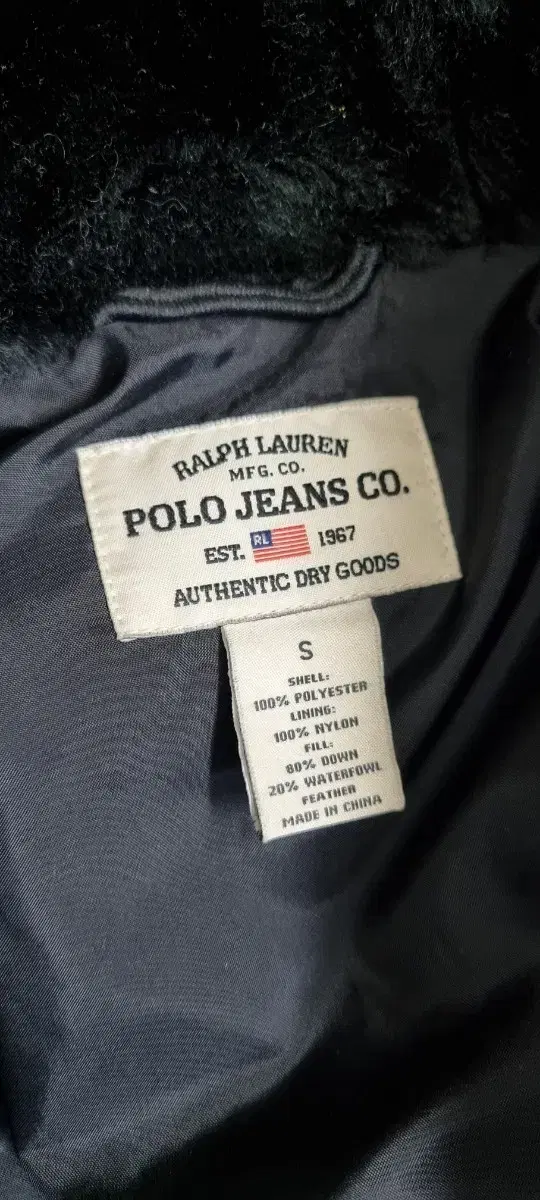 RALPH LAUREN
MFG. CO.
POLO JEANS CO.
EST. RL 1967
AUTHENTIC DRY GOODS
S
SHELL:
100% POLYESTER
LINING:
100% NYLON
FILL:
80% DOWN
20% WATERFOWL
FEATHER
MADE IN CHINA